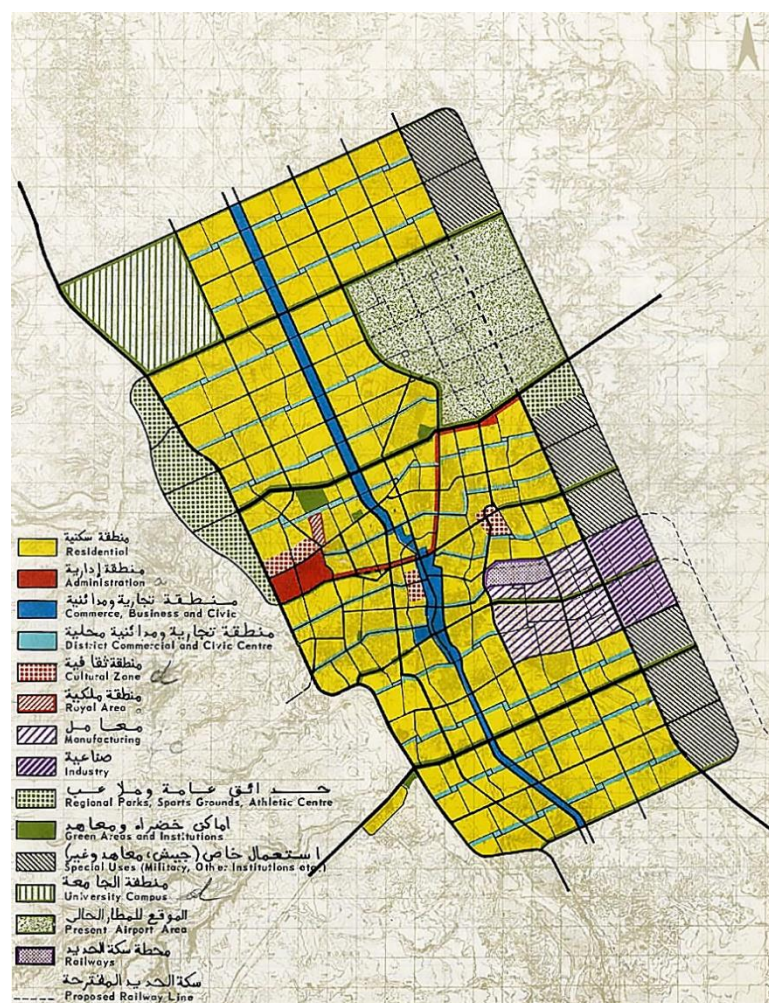 منطقة سكنية
Residential
منطقة إدارية
Administration
منطقة تجارية ومدائنية
Commerce, Business and Civic
منطقة تجارية ومدائنية محلية
District Commercial and Civic Centre
منطقة ثقافية
Cultural Zone
منطقة ملكية
Royal Area
معامل
Manufacturing
صناعية
Industry
حدائق عامة وملاعب
Regional Parks, Sports Grounds, Athletic Centre
اماكن خضراء ومعاهد
Green Areas and Institutions
استعمال خاص (جيش، معاهد وغير)
Special Uses (Military, Other Institutions etc.)
منطقة الجامعة
University Campus
الموقع للمطار الحالي
Present Airport Area
محطة سكة الحديد
Railways
سكة الحديد المقترحة
Proposed Railway Line